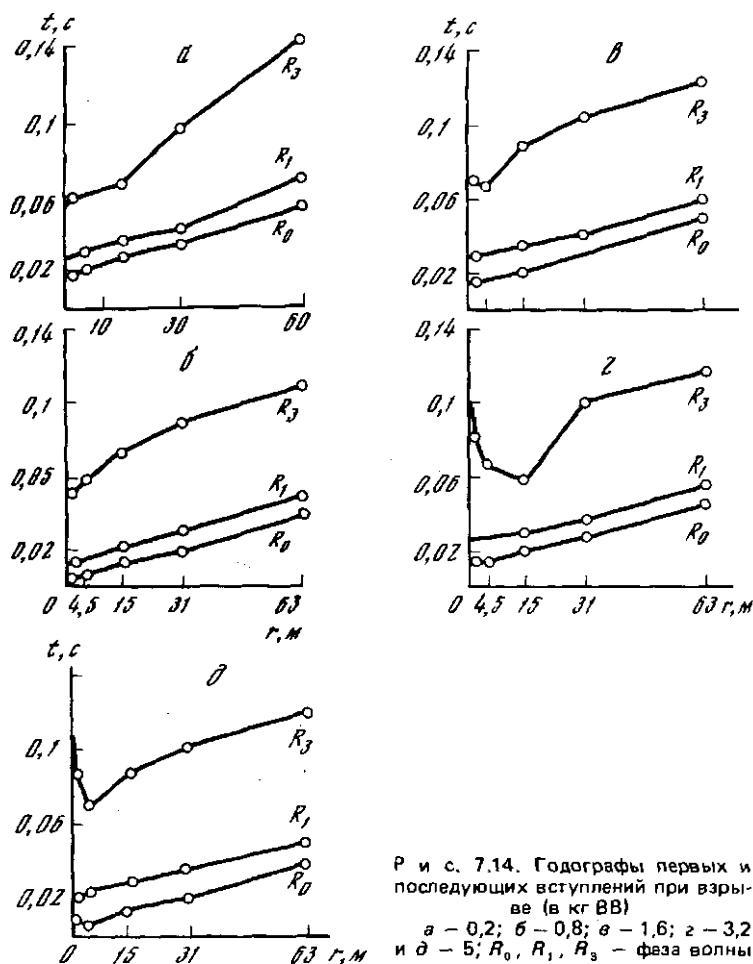 t, с
а
0,14
0,1
0,06
0,02
R₃
R₁
R₀
10 30 60
в
t, с
0,14
0,1
0,06
0,02
R₃
R₁
R₀
б
0,14
0,1
0,05
0,02
R₃
R₁
R₀
0 4,5 15 31 63
r, м
г
0,14
0,1
0,06
0,02
R₃
R₁
R₀
0 4,5 15 31 63 r, м
д
t, с
0,1
0,06
0,02
R₃
R₁
R₀
0 15 31 63 r, м
Р и с. 7.14. Годографы первых и
последующих вступлений при взры-
ве (в кг ВВ)
а – 0,2; б – 0,8; в – 1,6; г – 3,2
и д – 5; R₀, R₁, R₃ – фаза волны